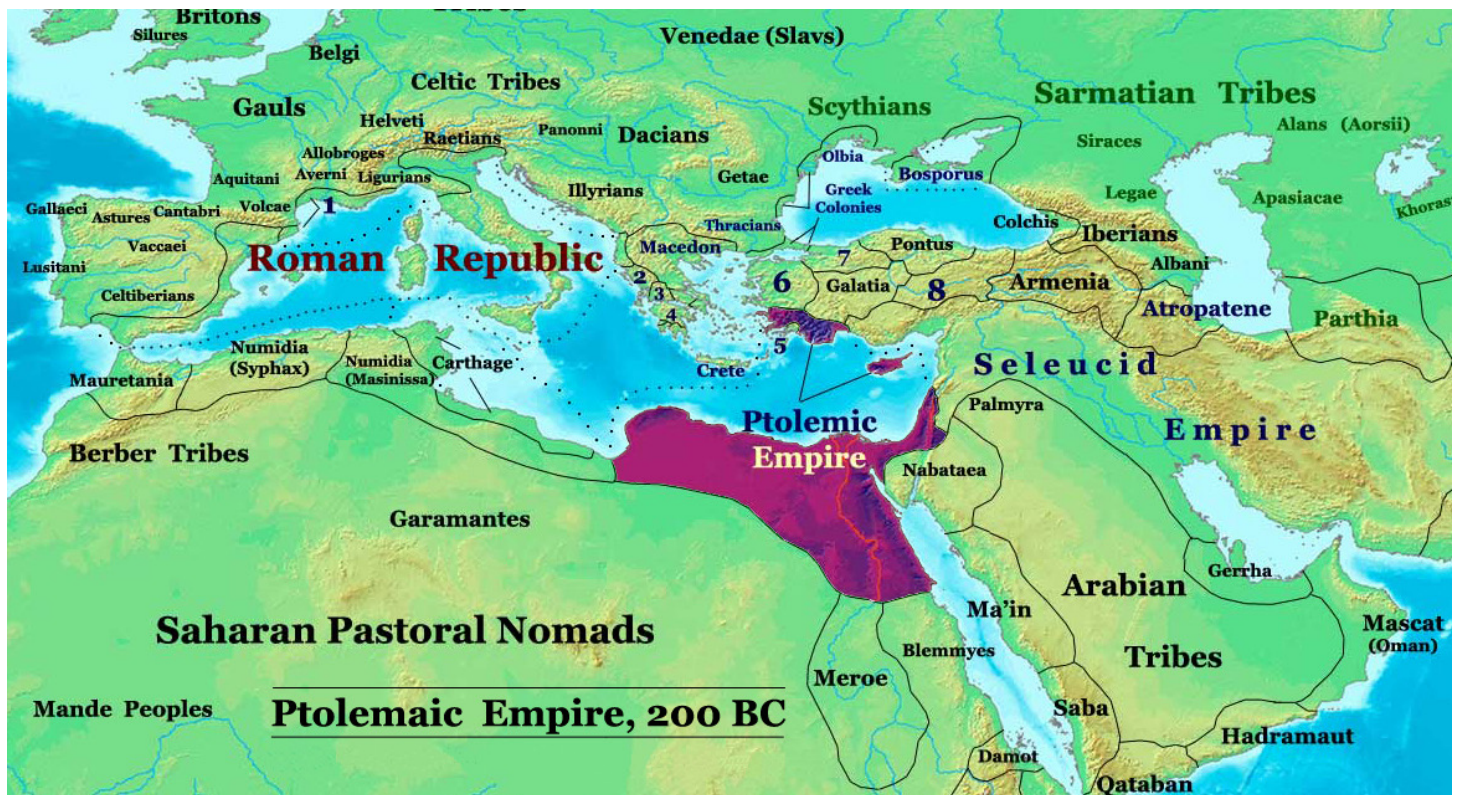 Tribes
Britons
Silures
Belgi
Venedae (Slavs)
Celtic Tribes
Gauls
Scythians
Sarmatian Tribes
Helveti
Raetians
Panonni
Dacians
Alans (Aorsii)
Siraces
Allobroges
Averni
Ligurians
Aquitani
Volcae
Illyrians
Getae
Olbia
Bosporus
Greek
Colonies
Legae
Apasiacae
Khoras
Gallaeci
Astures
Cantabri
1
Vaccaei
Lusitani
Celtiberians
Roman Republic
Thracians
Macedon
2
3
4
5
6
7
8
Pontus
Galatia
Colchis
Iberians
Albani
Armenia
Atropatene
Parthia
Crete
Numidia
(Syphax)
Numidia
(Masinissa)
Carthage
Mauretania
Berber Tribes
Seleucid
Empire
Palmyra
Ptolemic
Empire
Nabataea
Garamantes
Gerrha
Arabian
Tribes
Ma'in
Mascat
(Oman)
Saharan Pastoral Nomads
Blemmyes
Meroe
Mande Peoples
Ptolemaic Empire, 200 BC
Saba
Hadramaut
Damot
Qataban